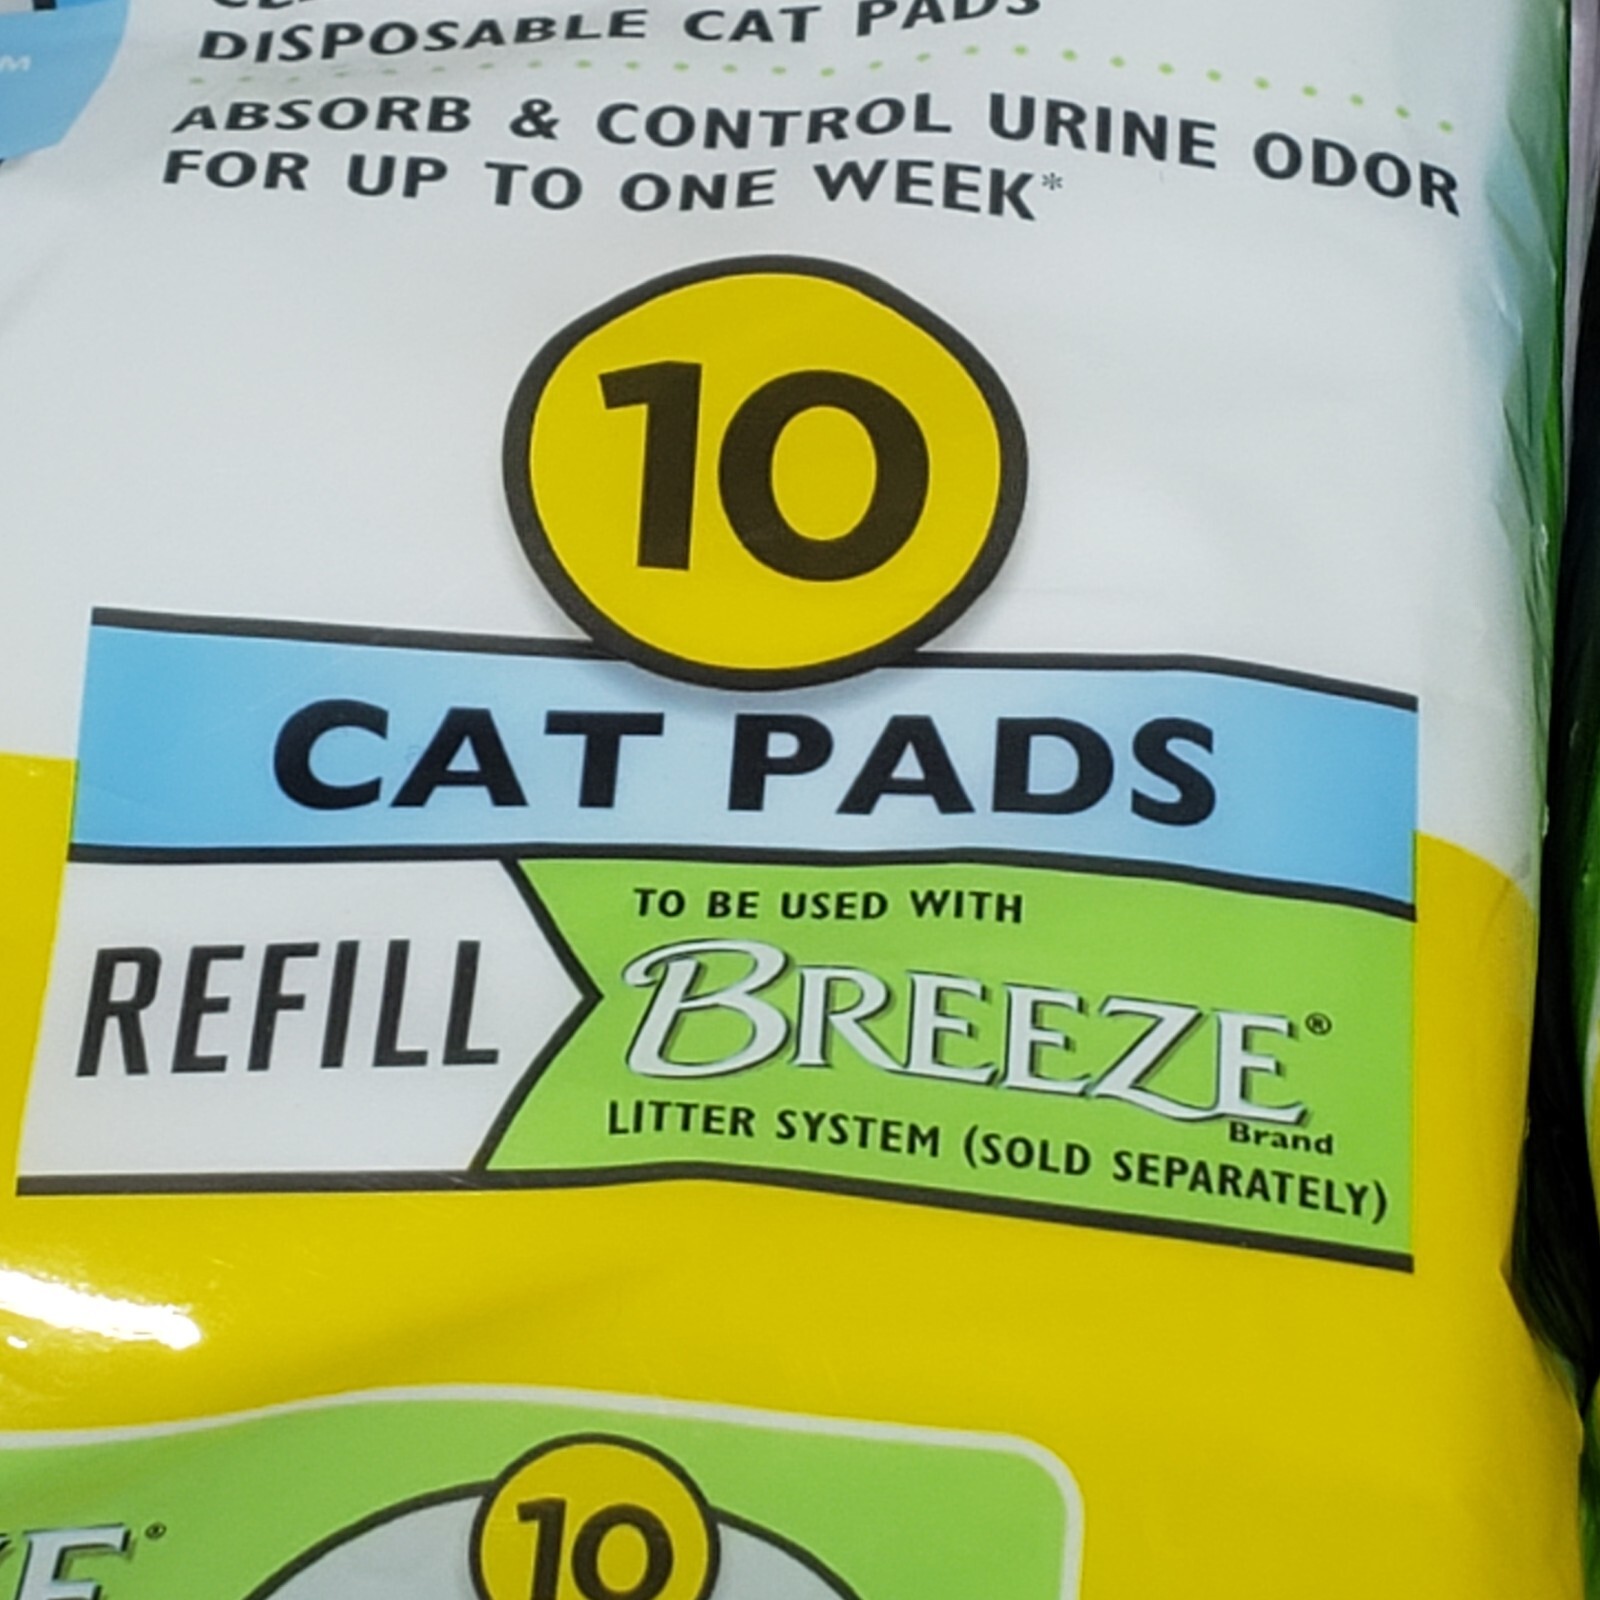 DISPOSABLE CAT PADS
ABSORB & CONTROL URINE ODOR
FOR UP TO ONE WEEK*
10
CAT PADS
REFILL
TO BE USED WITH
BREEZE®
Brand
LITTER SYSTEM (SOLD SEPARATELY)
10